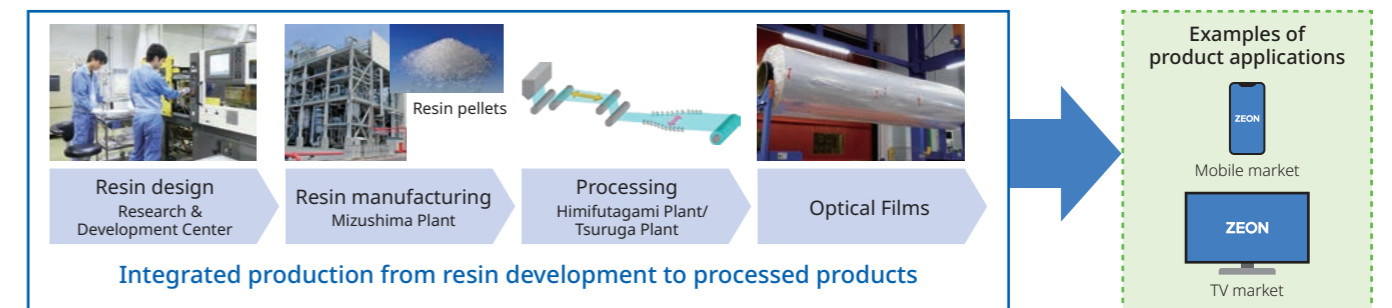 Resin pellets
Resin design
Research &
Development Center
Resin manufacturing
Mizushima Plant
Processing
Himifutagami Plant/
Tsuruga Plant
Optical Films
Integrated production from resin development to processed products
Examples of
product applications
ZEON
Mobile market
ZEON
TV market